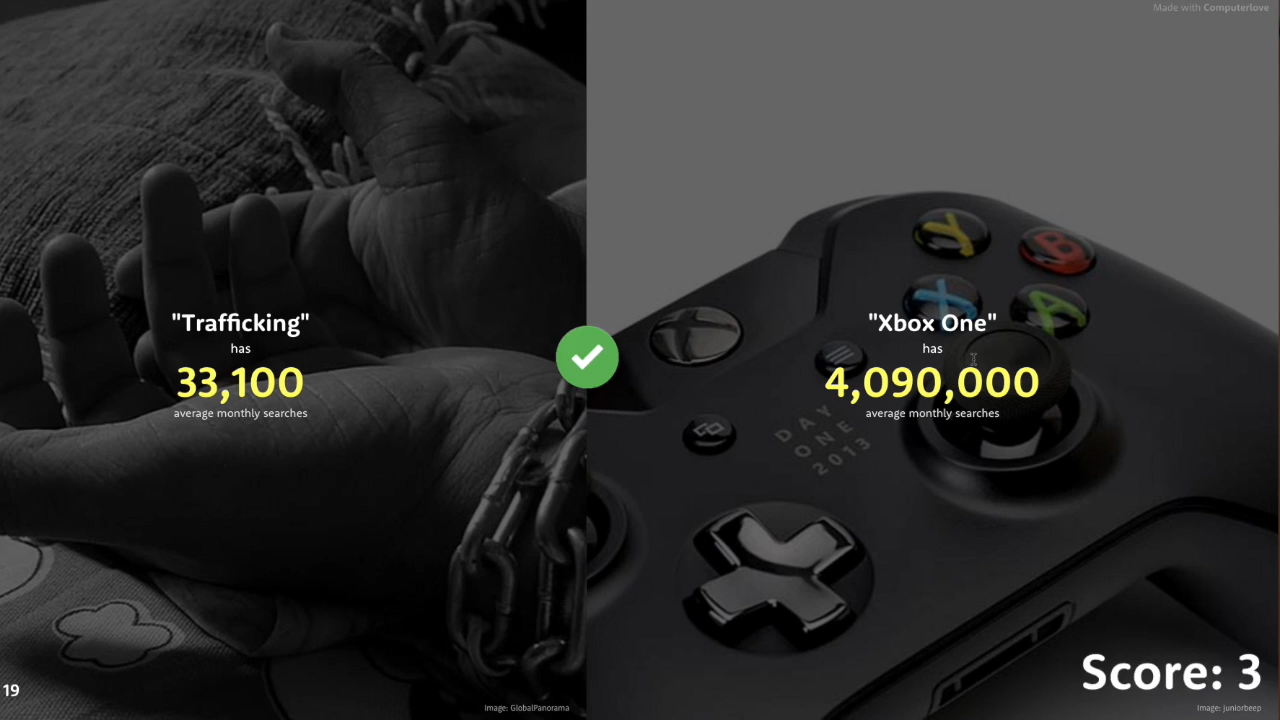 Made with Computerlove
"Trafficking"
has
33,100
average monthly searches
"Xbox One"
has
4,090,000
average monthly searches
Y
B
X
A
DAY
ONE
2013
19
Score: 3
Image: GlobalPanorama
Image: juniorbeep